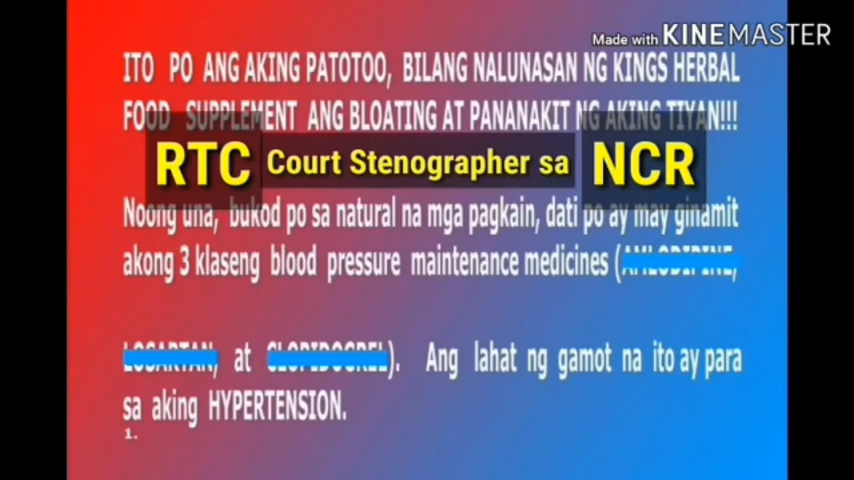 Made with KINEMASTER
ITO PO ANG AKING PATOTOO, BILANG NALUNASAN NG KINGS HERBAL
FOOD SUPPLEMENT ANG BLOATING AT PANANAKIT NG AKING TIYAN!!!
RTC Court Stenographer sa NCR
Noong una, bukod po sa natural na mga pagkain, dati po ay may ginamit
akong 3 klaseng blood pressure maintenance medicines (AMLODIPINE,
LOSARTAN, at CLOPIDOGREL). Ang lahat ng gamot na ito ay para
sa aking HYPERTENSION.
1.